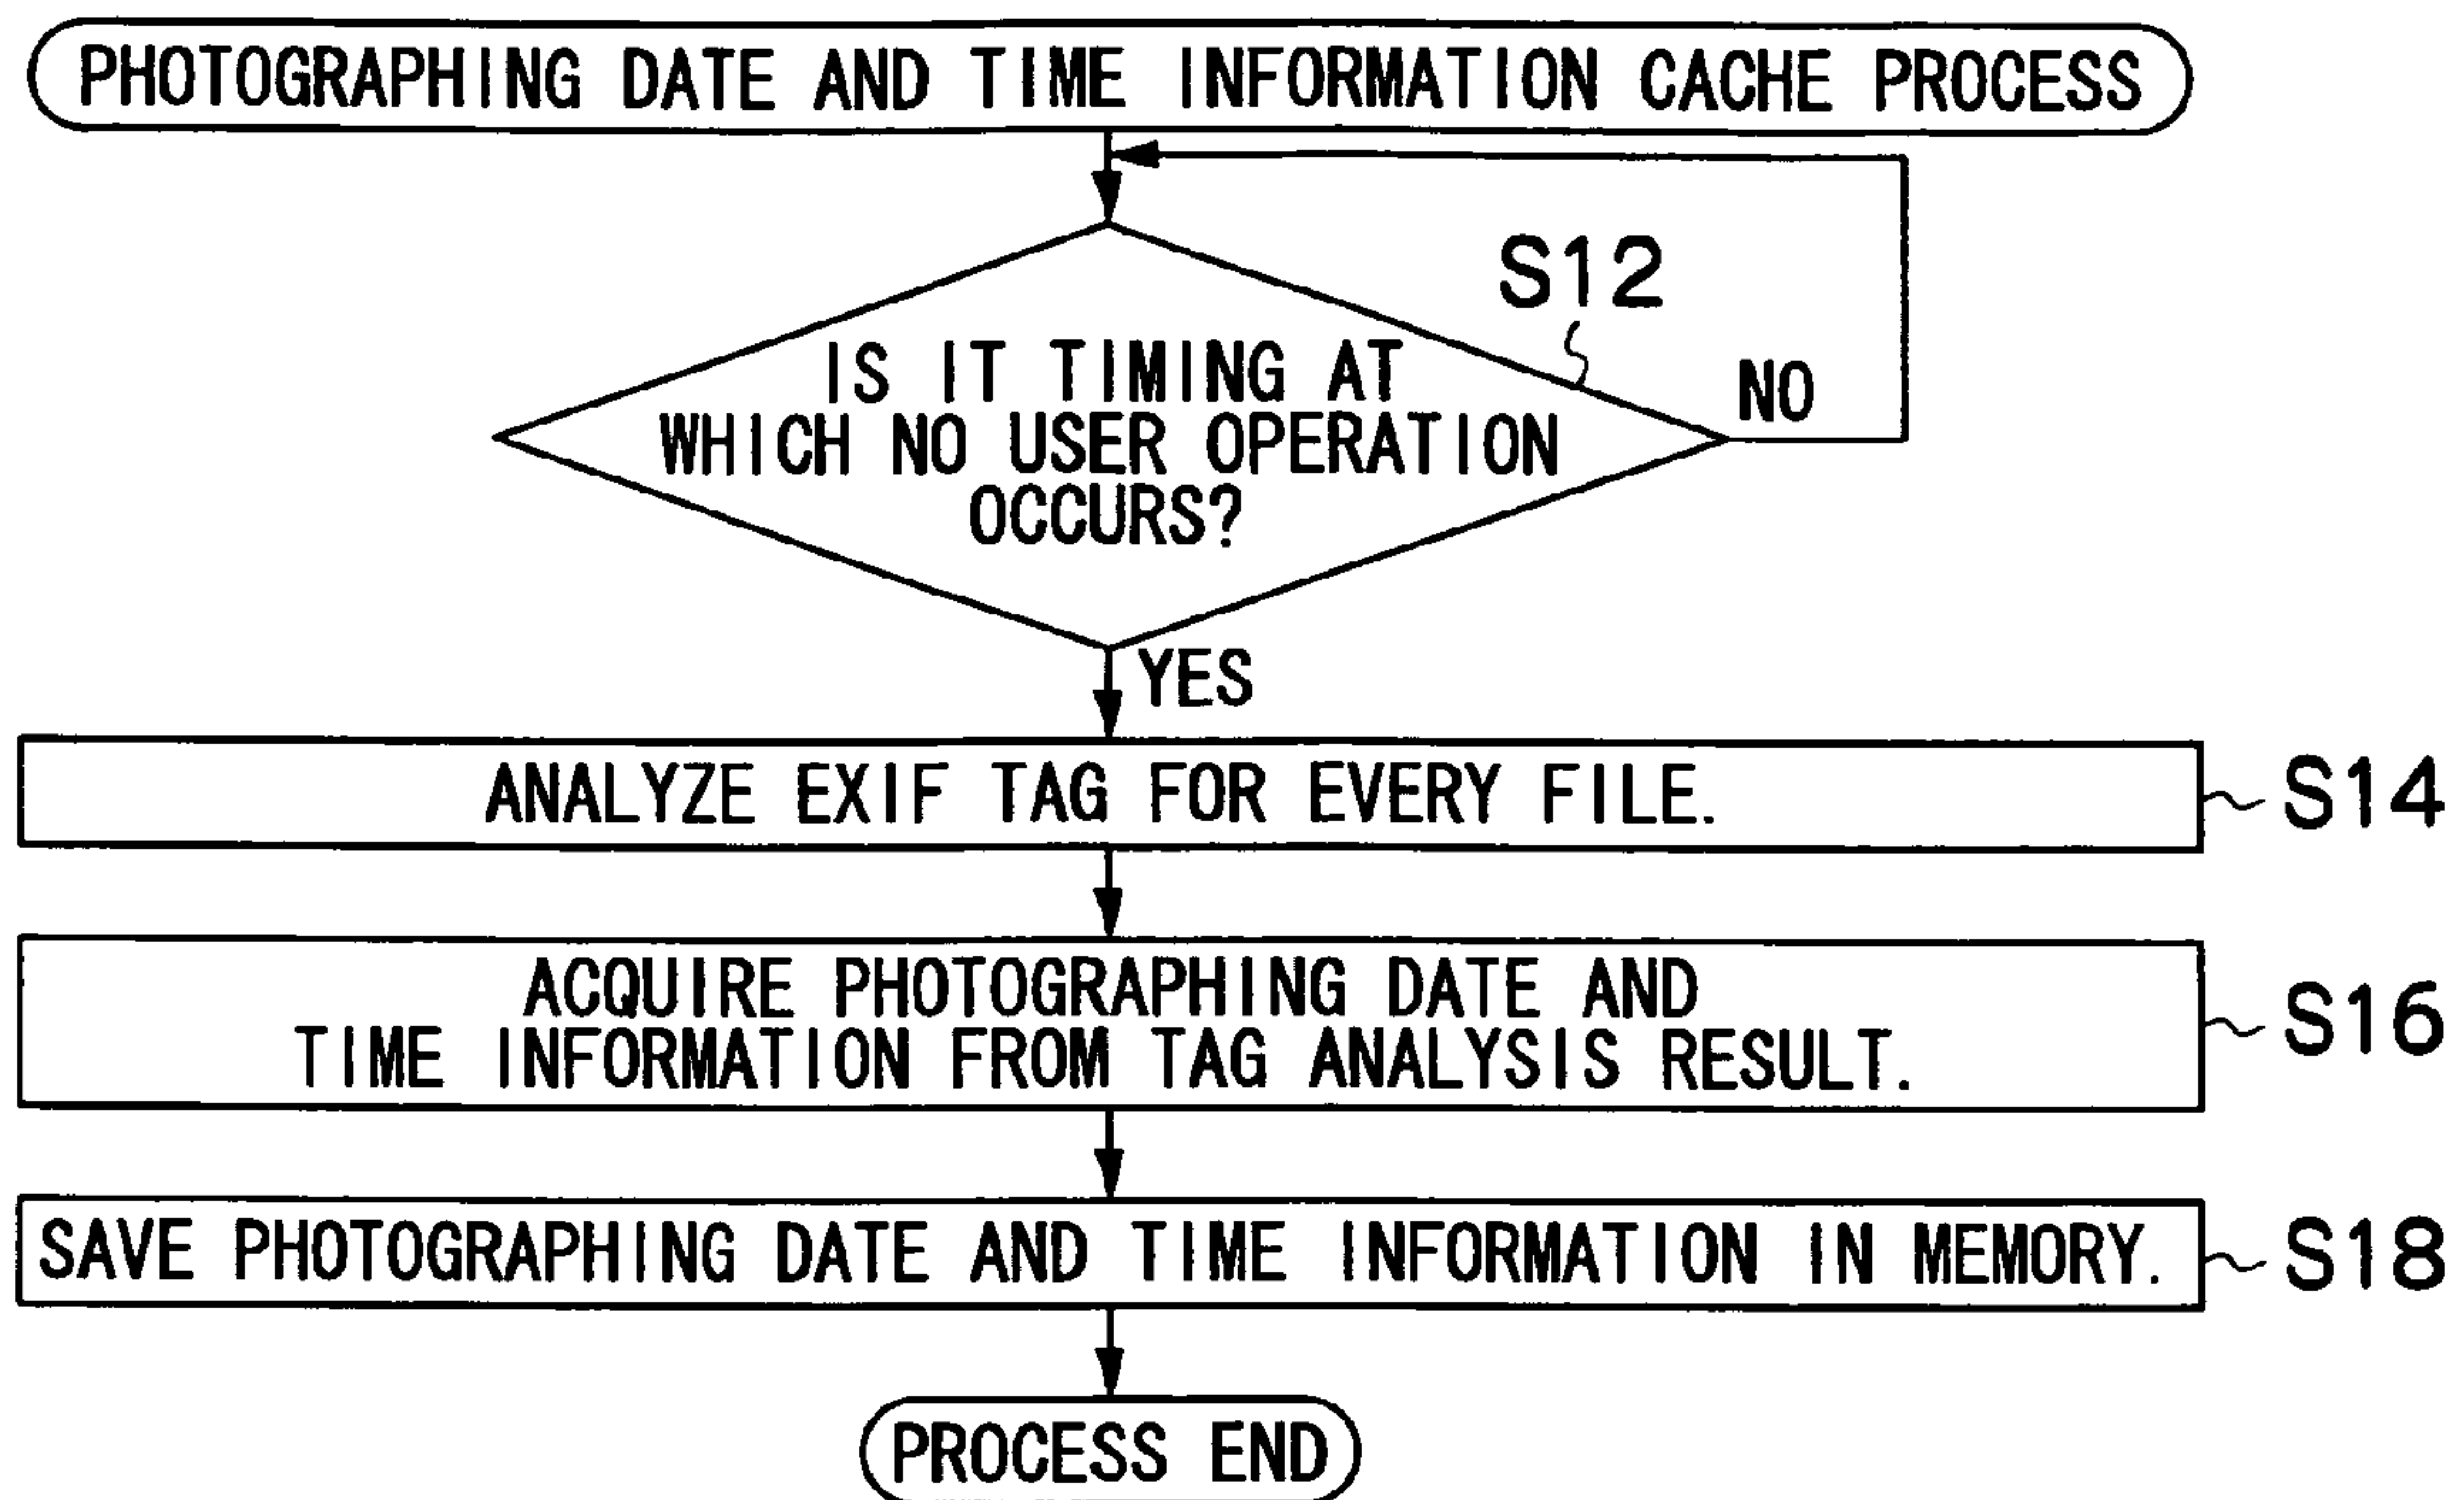 PHOTOGRAPHING DATE AND TIME INFORMATION CACHE PROCESS
S12
IS IT TIMING AT
WHICH NO USER OPERATION
OCCURS?
NO
YES
ANALYZE EXIF TAG FOR EVERY FILE.
S14
ACQUIRE PHOTOGRAPHING DATE AND
TIME INFORMATION FROM TAG ANALYSIS RESULT.
S16
SAVE PHOTOGRAPHING DATE AND TIME INFORMATION IN MEMORY.
S18
PROCESS END